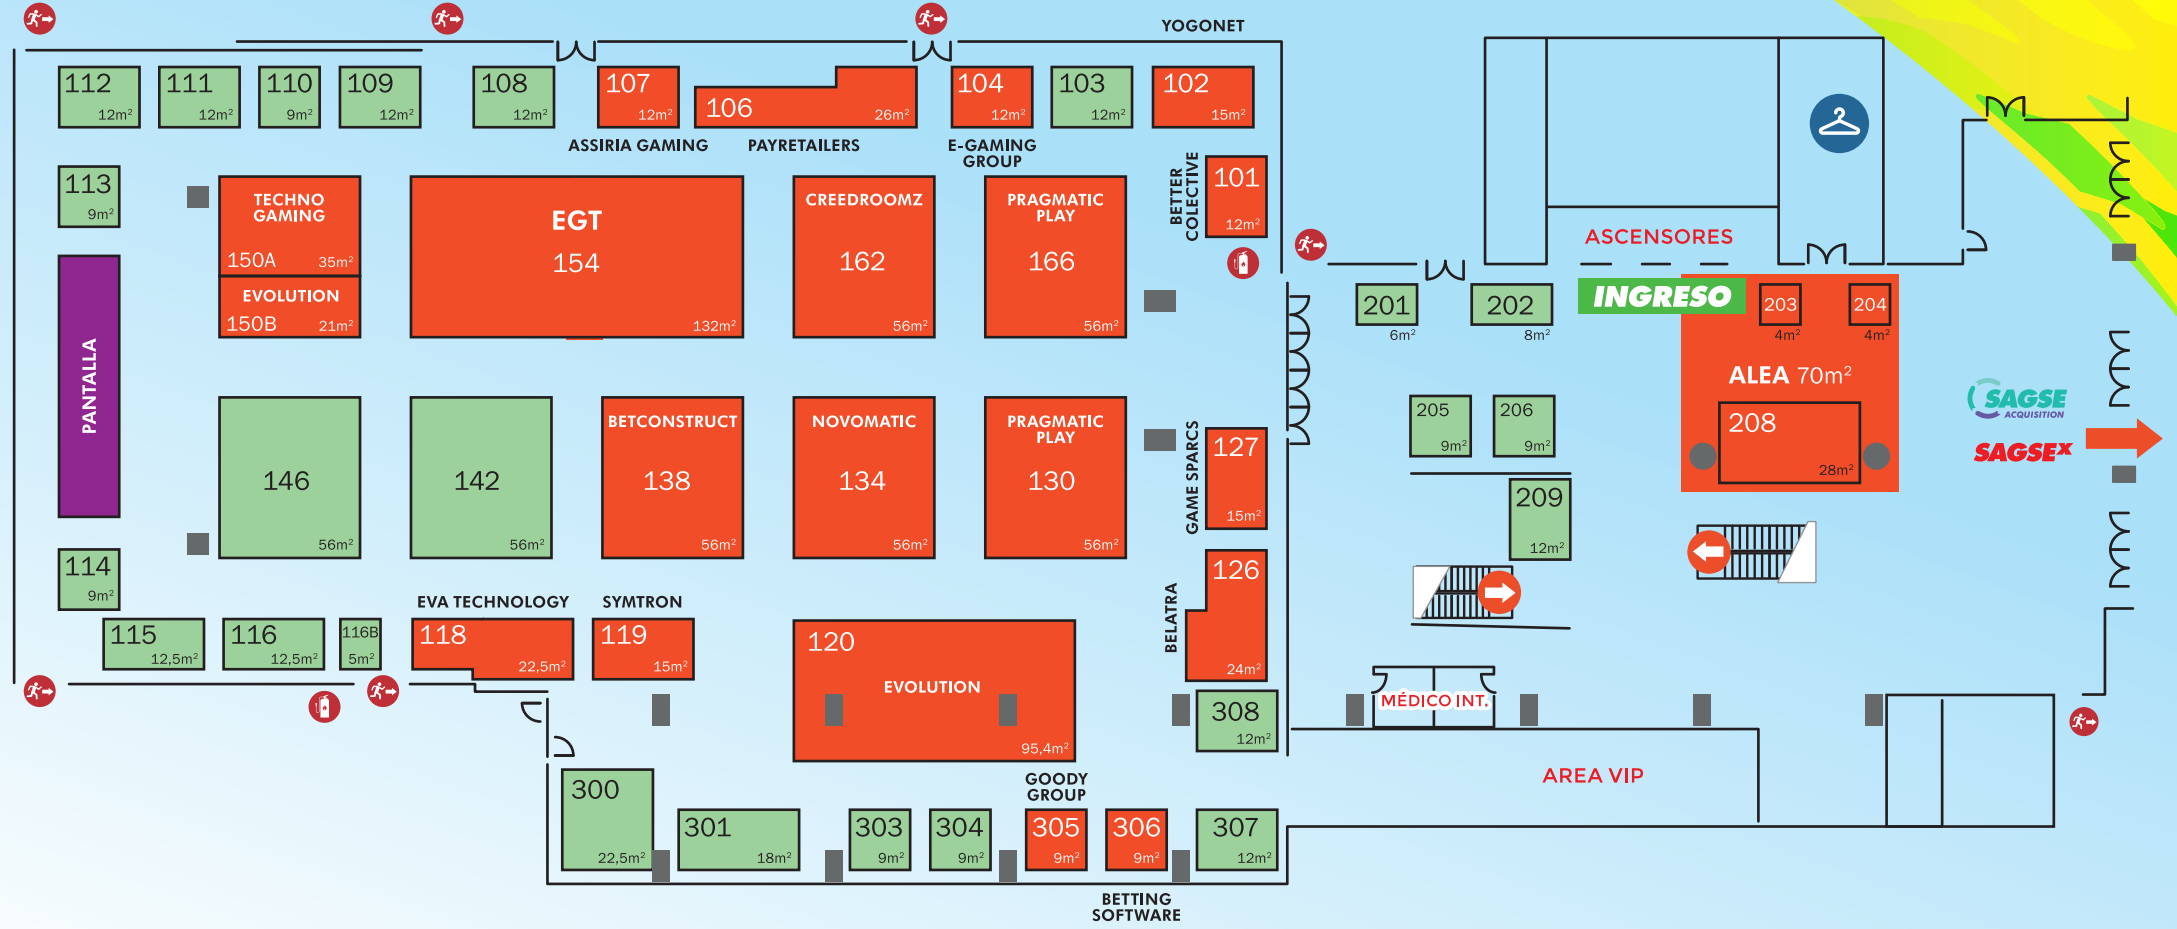 YOGONET
112
12m²
111
12m²
110
9m²
109
12m²
108
12m²
107
12m²
106
26m²
104
12m²
103
12m²
102
15m²
ASSIRIA GAMING
PAYRETAILERS
E-GAMING
GROUP
BETTER
COLECTIVE
101
12m²
113
9m²
TECHNO
GAMING
150A
35m²
EVOLUTION
150B
21m²
EGT
154
132m²
CREEDROOMZ
162
56m²
PRAGMATIC
PLAY
166
56m²
ASCENSORES
INGRESO
201
6m²
202
8m²
203
4m²
204
4m²
ALEA 70m²
208
28m²
205
9m²
206
9m²
209
12m²
SAGSE
ACQUISITION
SAGSEX
PANTALLA
146
56m²
142
56m²
BETCONSTRUCT
138
56m²
NOVOMATIC
134
56m²
PRAGMATIC
PLAY
130
56m²
GAME SPARCS
127
15m²
BELATRA
126
24m²
114
9m²
115
12,5m²
116
12,5m²
116B
5m²
EVA TECHNOLOGY
118
22,5m²
SYMTRON
119
15m²
120
EVOLUTION
95,4m²
308
12m²
MÉDICO INT.
AREA VIP
300
22,5m²
301
18m²
303
9m²
304
9m²
GOODY
GROUP
305
9m²
306
9m²
307
12m²
BETTING
SOFTWARE